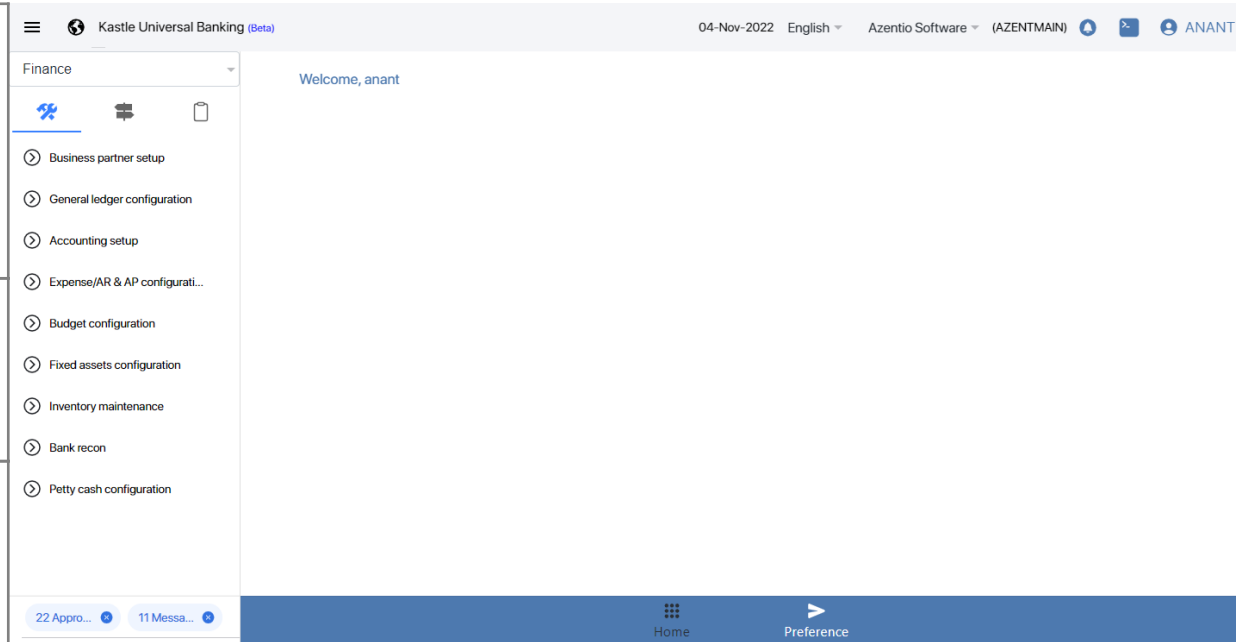 Kastle Universal Banking (Beta) 04-Nov-2022 English Azentio Software (AZENTMAIN) ANANT
Finance
Welcome, anant
Business partner setup
General ledger configuration
Accounting setup
Expense/AR & AP configurati...
Budget configuration
Fixed assets configuration
Inventory maintenance
Bank recon
Petty cash configuration
22 Appro... 11 Messa...
Home Preference